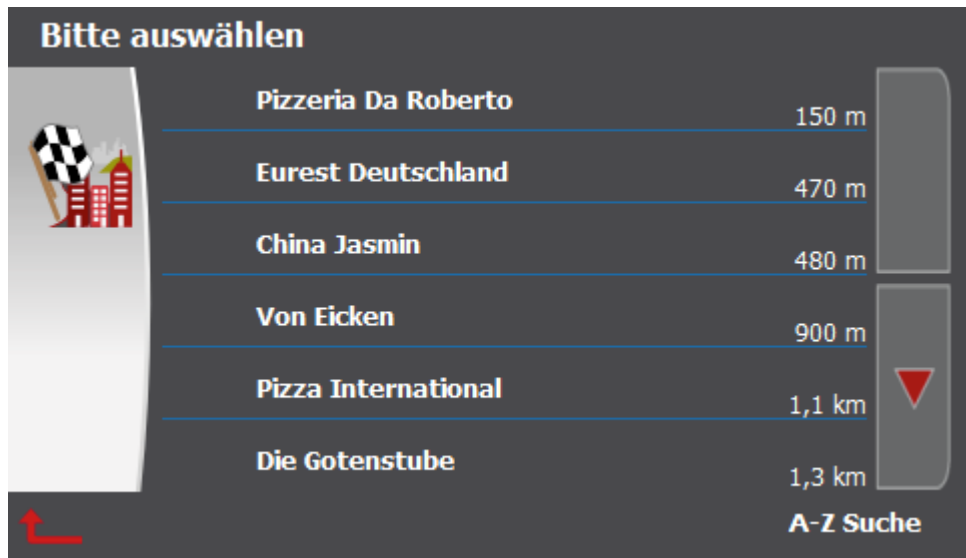 Bitte auswählen
Pizzeria Da Roberto
150 m
Eurest Deutschland
470 m
China Jasmin
480 m
Von Eicken
900 m
Pizza International
1,1 km
Die Gotenstube
1,3 km
A-Z Suche